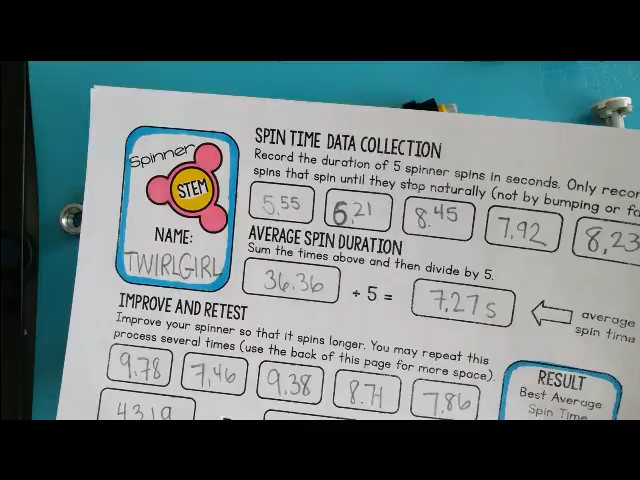 Spinner
STEM
NAME:
TWIRLGIRL
SPIN TIME DATA COLLECTION
Record the duration of 5 spinner spins in seconds. Only
spins that spin until they stop naturally (not by bumping or
5.55 6.21 8.45 7.92 8.23
AVERAGE SPIN DURATION
Sum the times above and then divide by 5.
36.36 ÷ 5 = 7.27 s
average
spin time
IMPROVE AND RETEST
Improve your spinner so that it spins longer. You may repeat this
process several times (use the back of this page for more space).
9.78 7.46 9.38 8.71 7.86
43.19
RESULT
Best Average
Spin Time